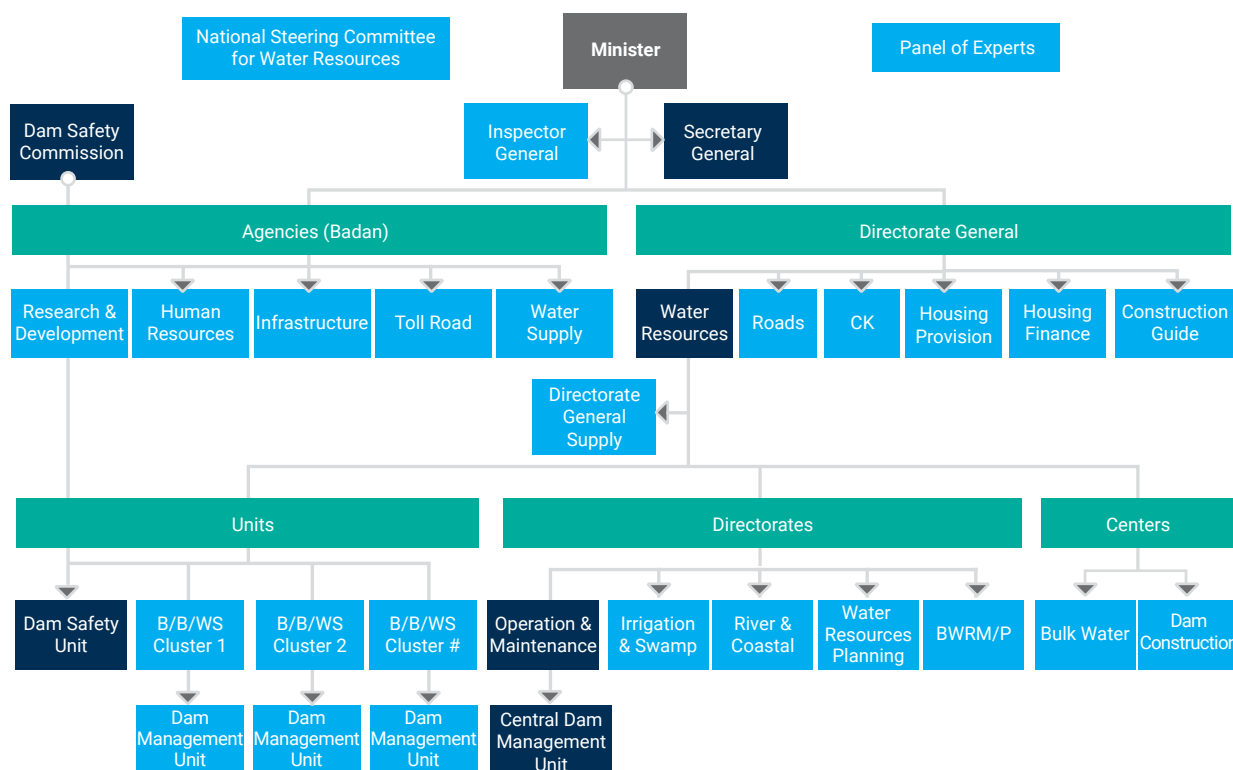 National Steering Committee
for Water Resources
Minister
Panel of Experts
Dam Safety
Commission
Inspector
General
Secretary
General
Agencies (Badan)
Directorate General
Research &
Development
Human
Resources
Infrastructure
Toll Road
Water
Supply
Water
Resources
Roads
CK
Housing
Provision
Housing
Finance
Construction
Guide
Directorate
General
Supply
Units
Directorates
Centers
Dam Safety
Unit
B/B/WS
Cluster 1
B/B/WS
Cluster 2
B/B/WS
Cluster #
Operation &
Maintenance
Irrigation
& Swamp
River &
Coastal
Water
Resources
Planning
BWRM/P
Bulk Water
Dam
Construction
Dam
Management
Unit
Dam
Management
Unit
Dam
Management
Unit
Central Dam
Management
Unit